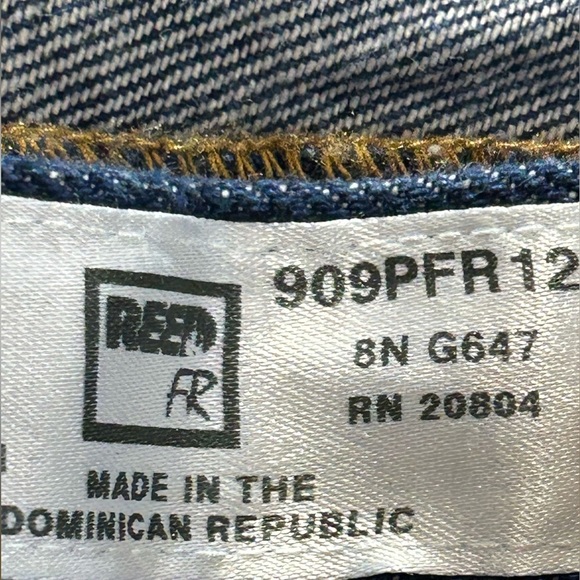 909PFR12
REED
FR
8N G647
RN 20804
MADE IN THE
DOMINICAN REPUBLIC